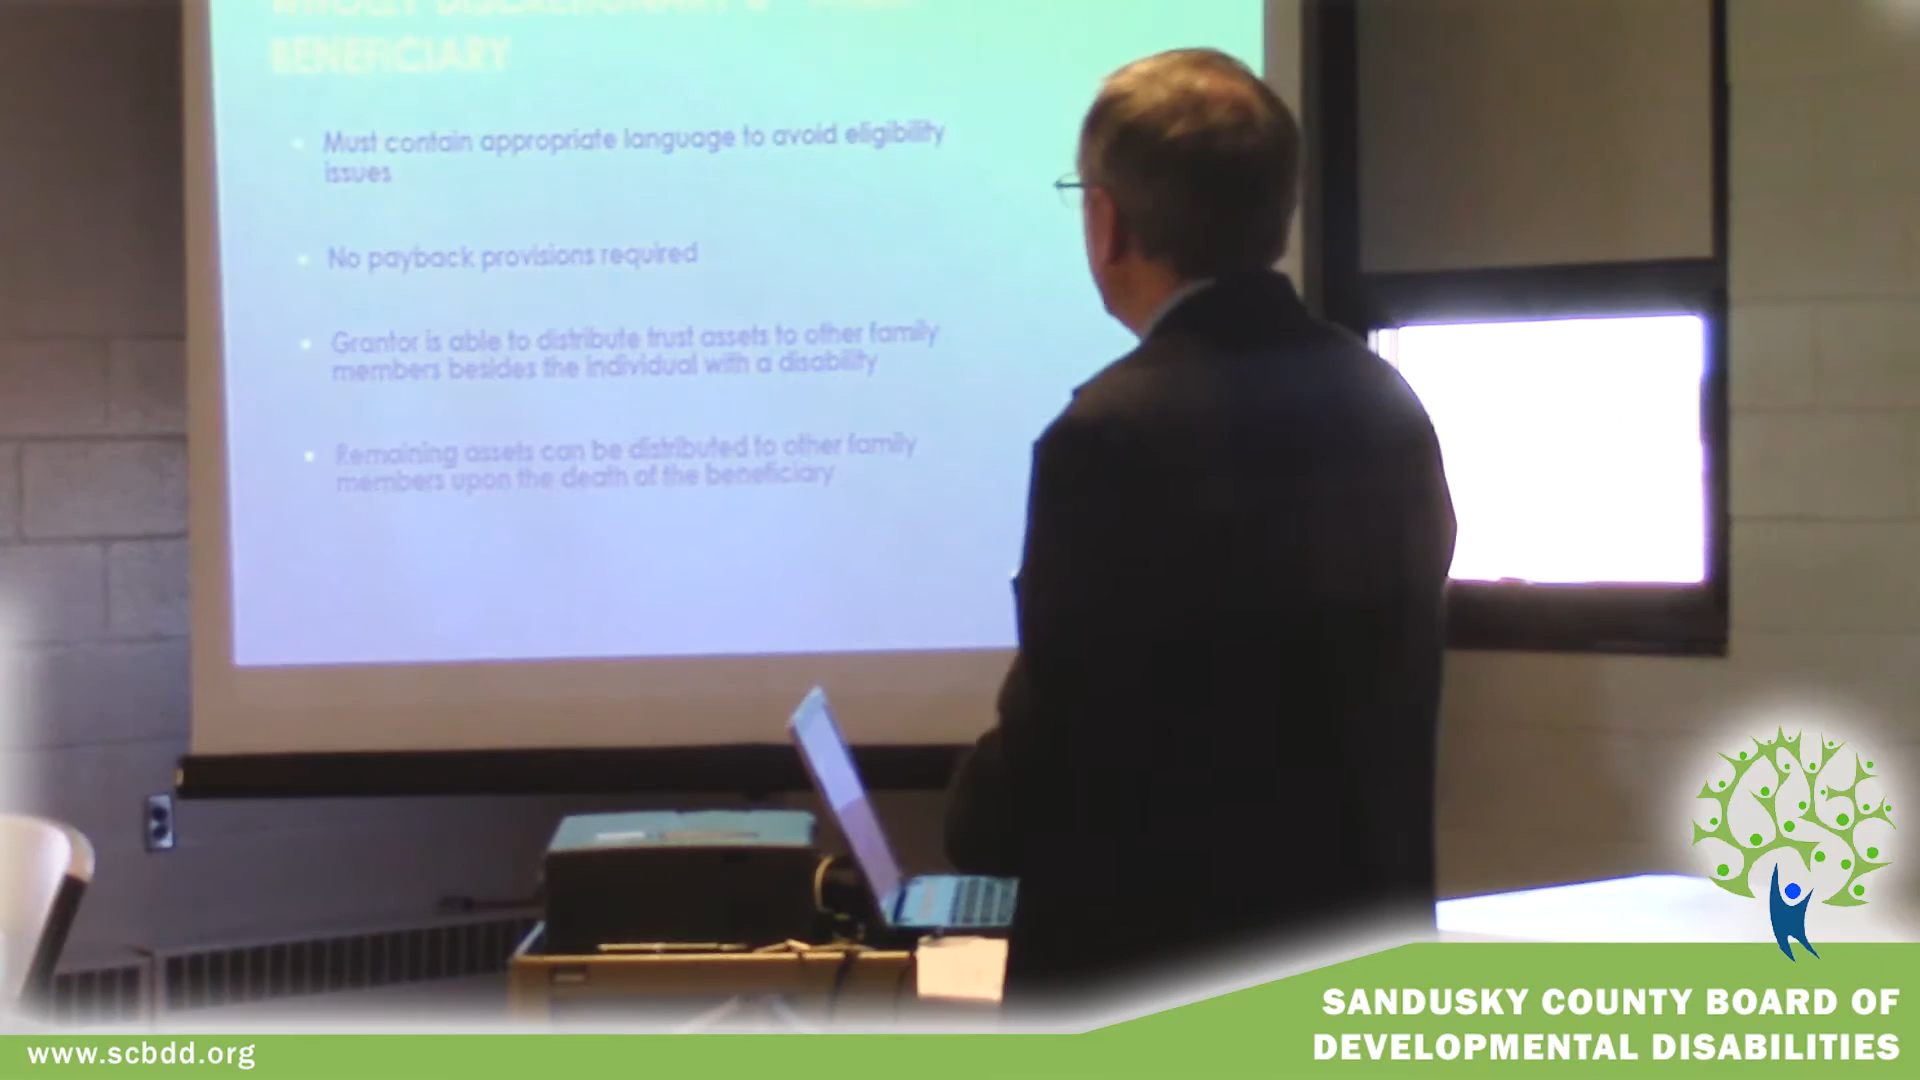 WHOLLY DISCRETIONARY
BENEFICIARY
Must contain appropriate language to avoid eligibility
issues
No payback provisions required
Grantor is able to distribute trust assets to other family
members besides the individual with a disability
Remaining assets can be distributed to other family
members upon the death of the beneficiary
SANDUSKY COUNTY BOARD OF
DEVELOPMENTAL DISABILITIES
www.scbdd.org